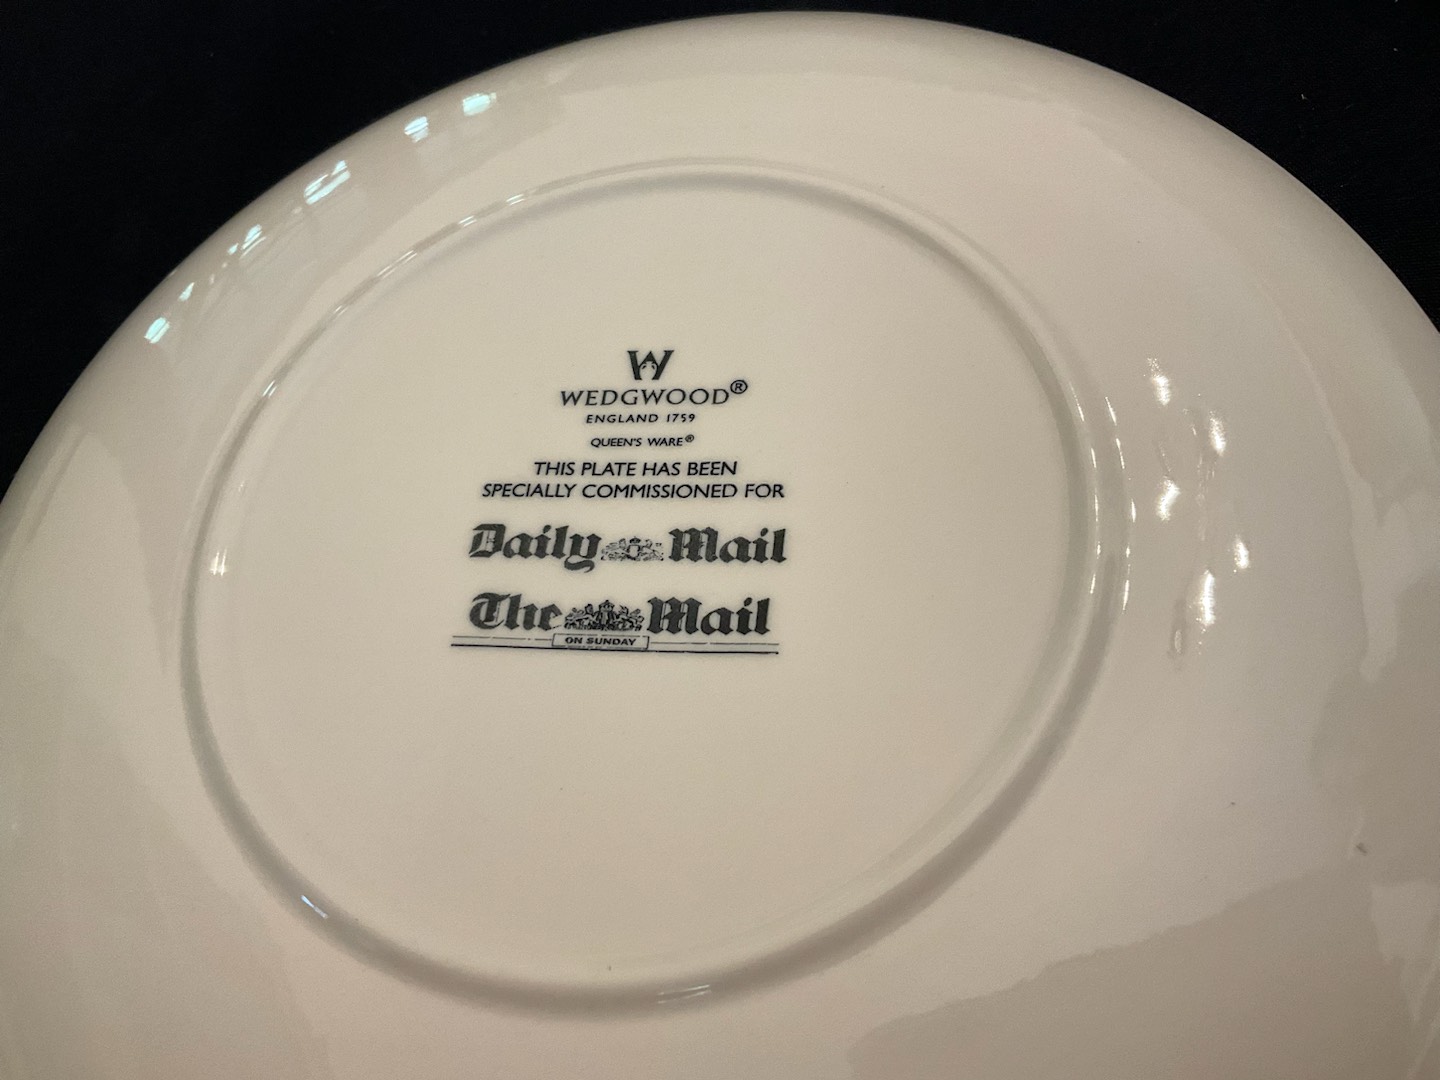 W
WEDGWOOD®
ENGLAND 1759
QUEEN'S WARE®
THIS PLATE HAS BEEN
SPECIALLY COMMISSIONED FOR
Daily Mail
The Mail
ON SUNDAY